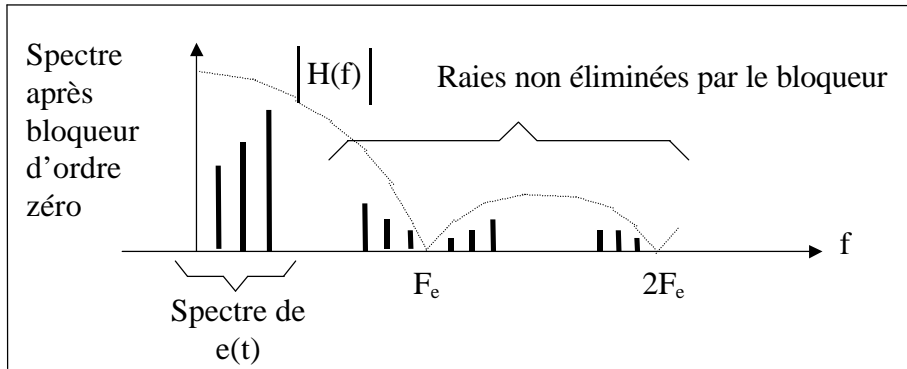 Spectre
après
bloqueur
d'ordre
zéro
|H(f)|
Raies non éliminées par le bloqueur
f
Fₑ
2Fₑ
Spectre de
e(t)